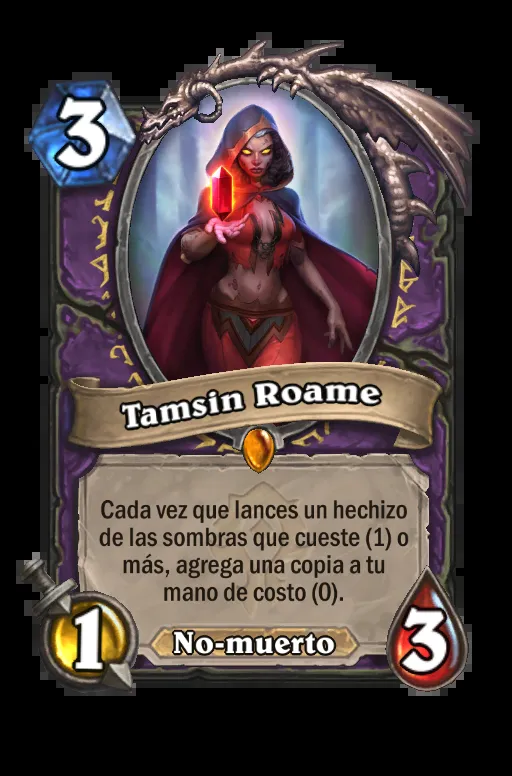 3
Tamsin Roame
Cada vez que lances un hechizo
de las sombras que cueste (1) o
más, agrega una copia a tu
mano de costo (0).
1
No-muerto
3